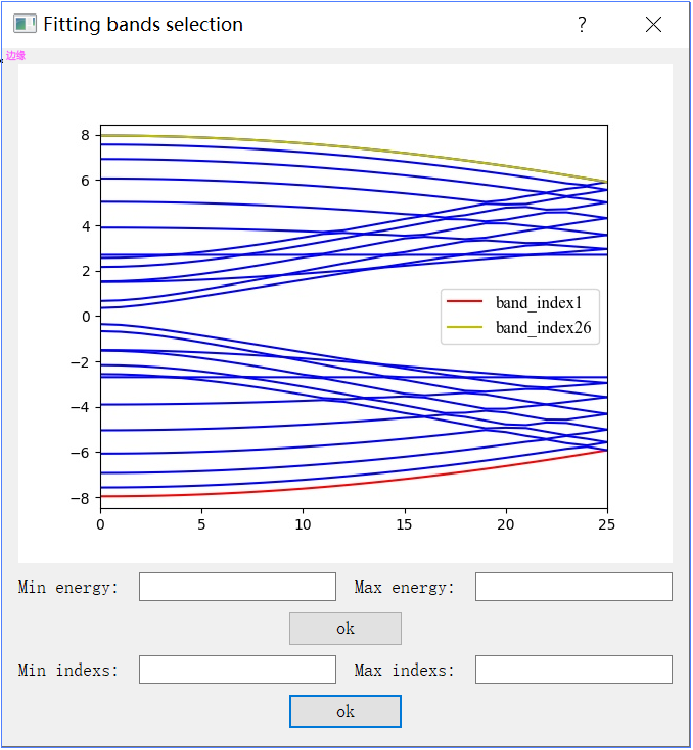 Fitting bands selection
?
边缘
8
6
4
2
0
−2
−4
−6
−8
0 5 10 15 20 25
band_index1
band_index26
Min energy: Max energy:
ok
Min indexs: Max indexs:
ok